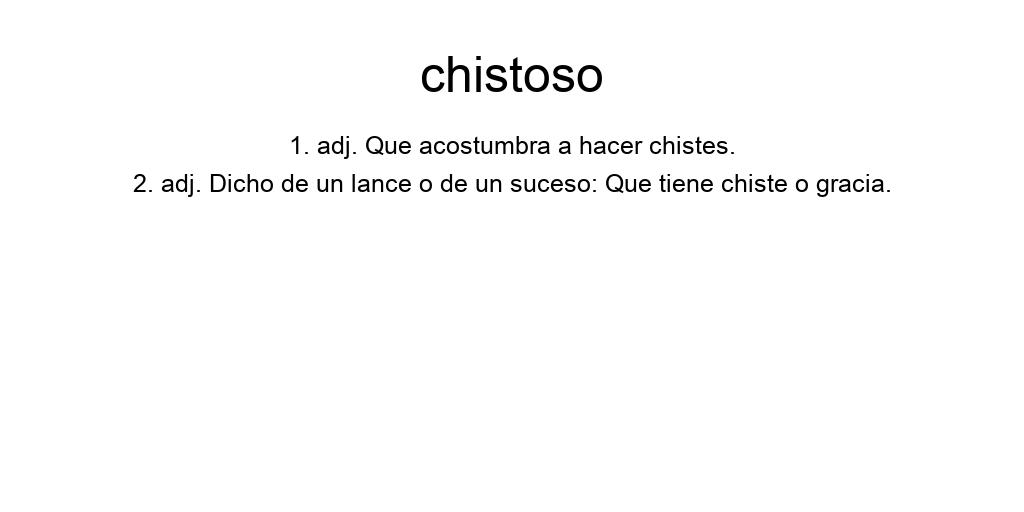 chistoso
1. adj. Que acostumbra a hacer chistes.
2. adj. Dicho de un lance o de un suceso: Que tiene chiste o gracia.